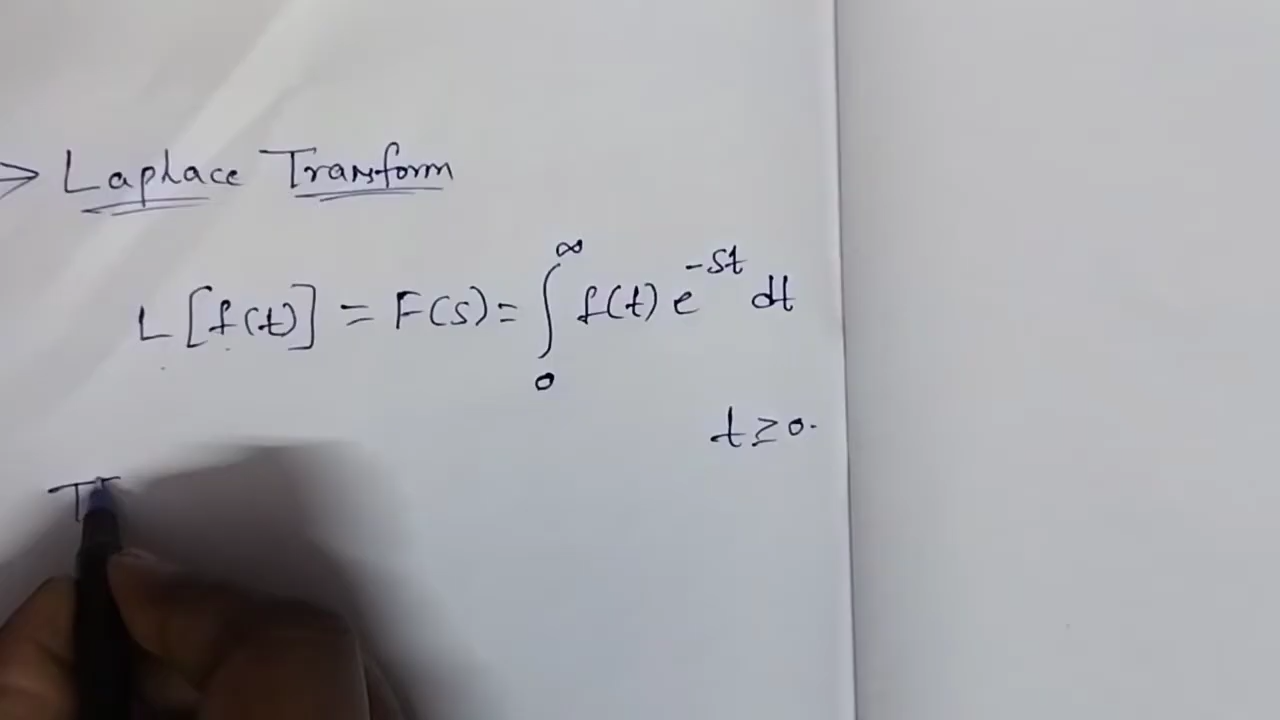 → Laplace Transform
L[f(t)] = F(s) = ∫₀^∞ f(t) e^{-st} dt
t ≥ 0.